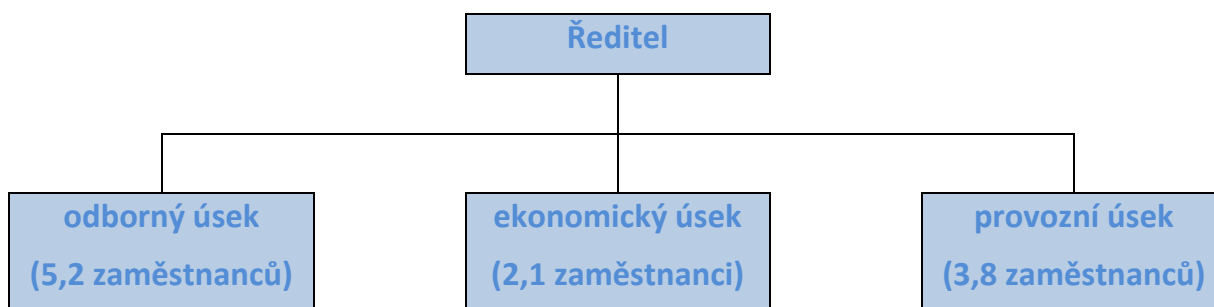 Ředitel
odborný úsek
(5,2 zaměstnanců)
ekonomický úsek
(2,1 zaměstnanci)
provozní úsek
(3,8 zaměstnanců)